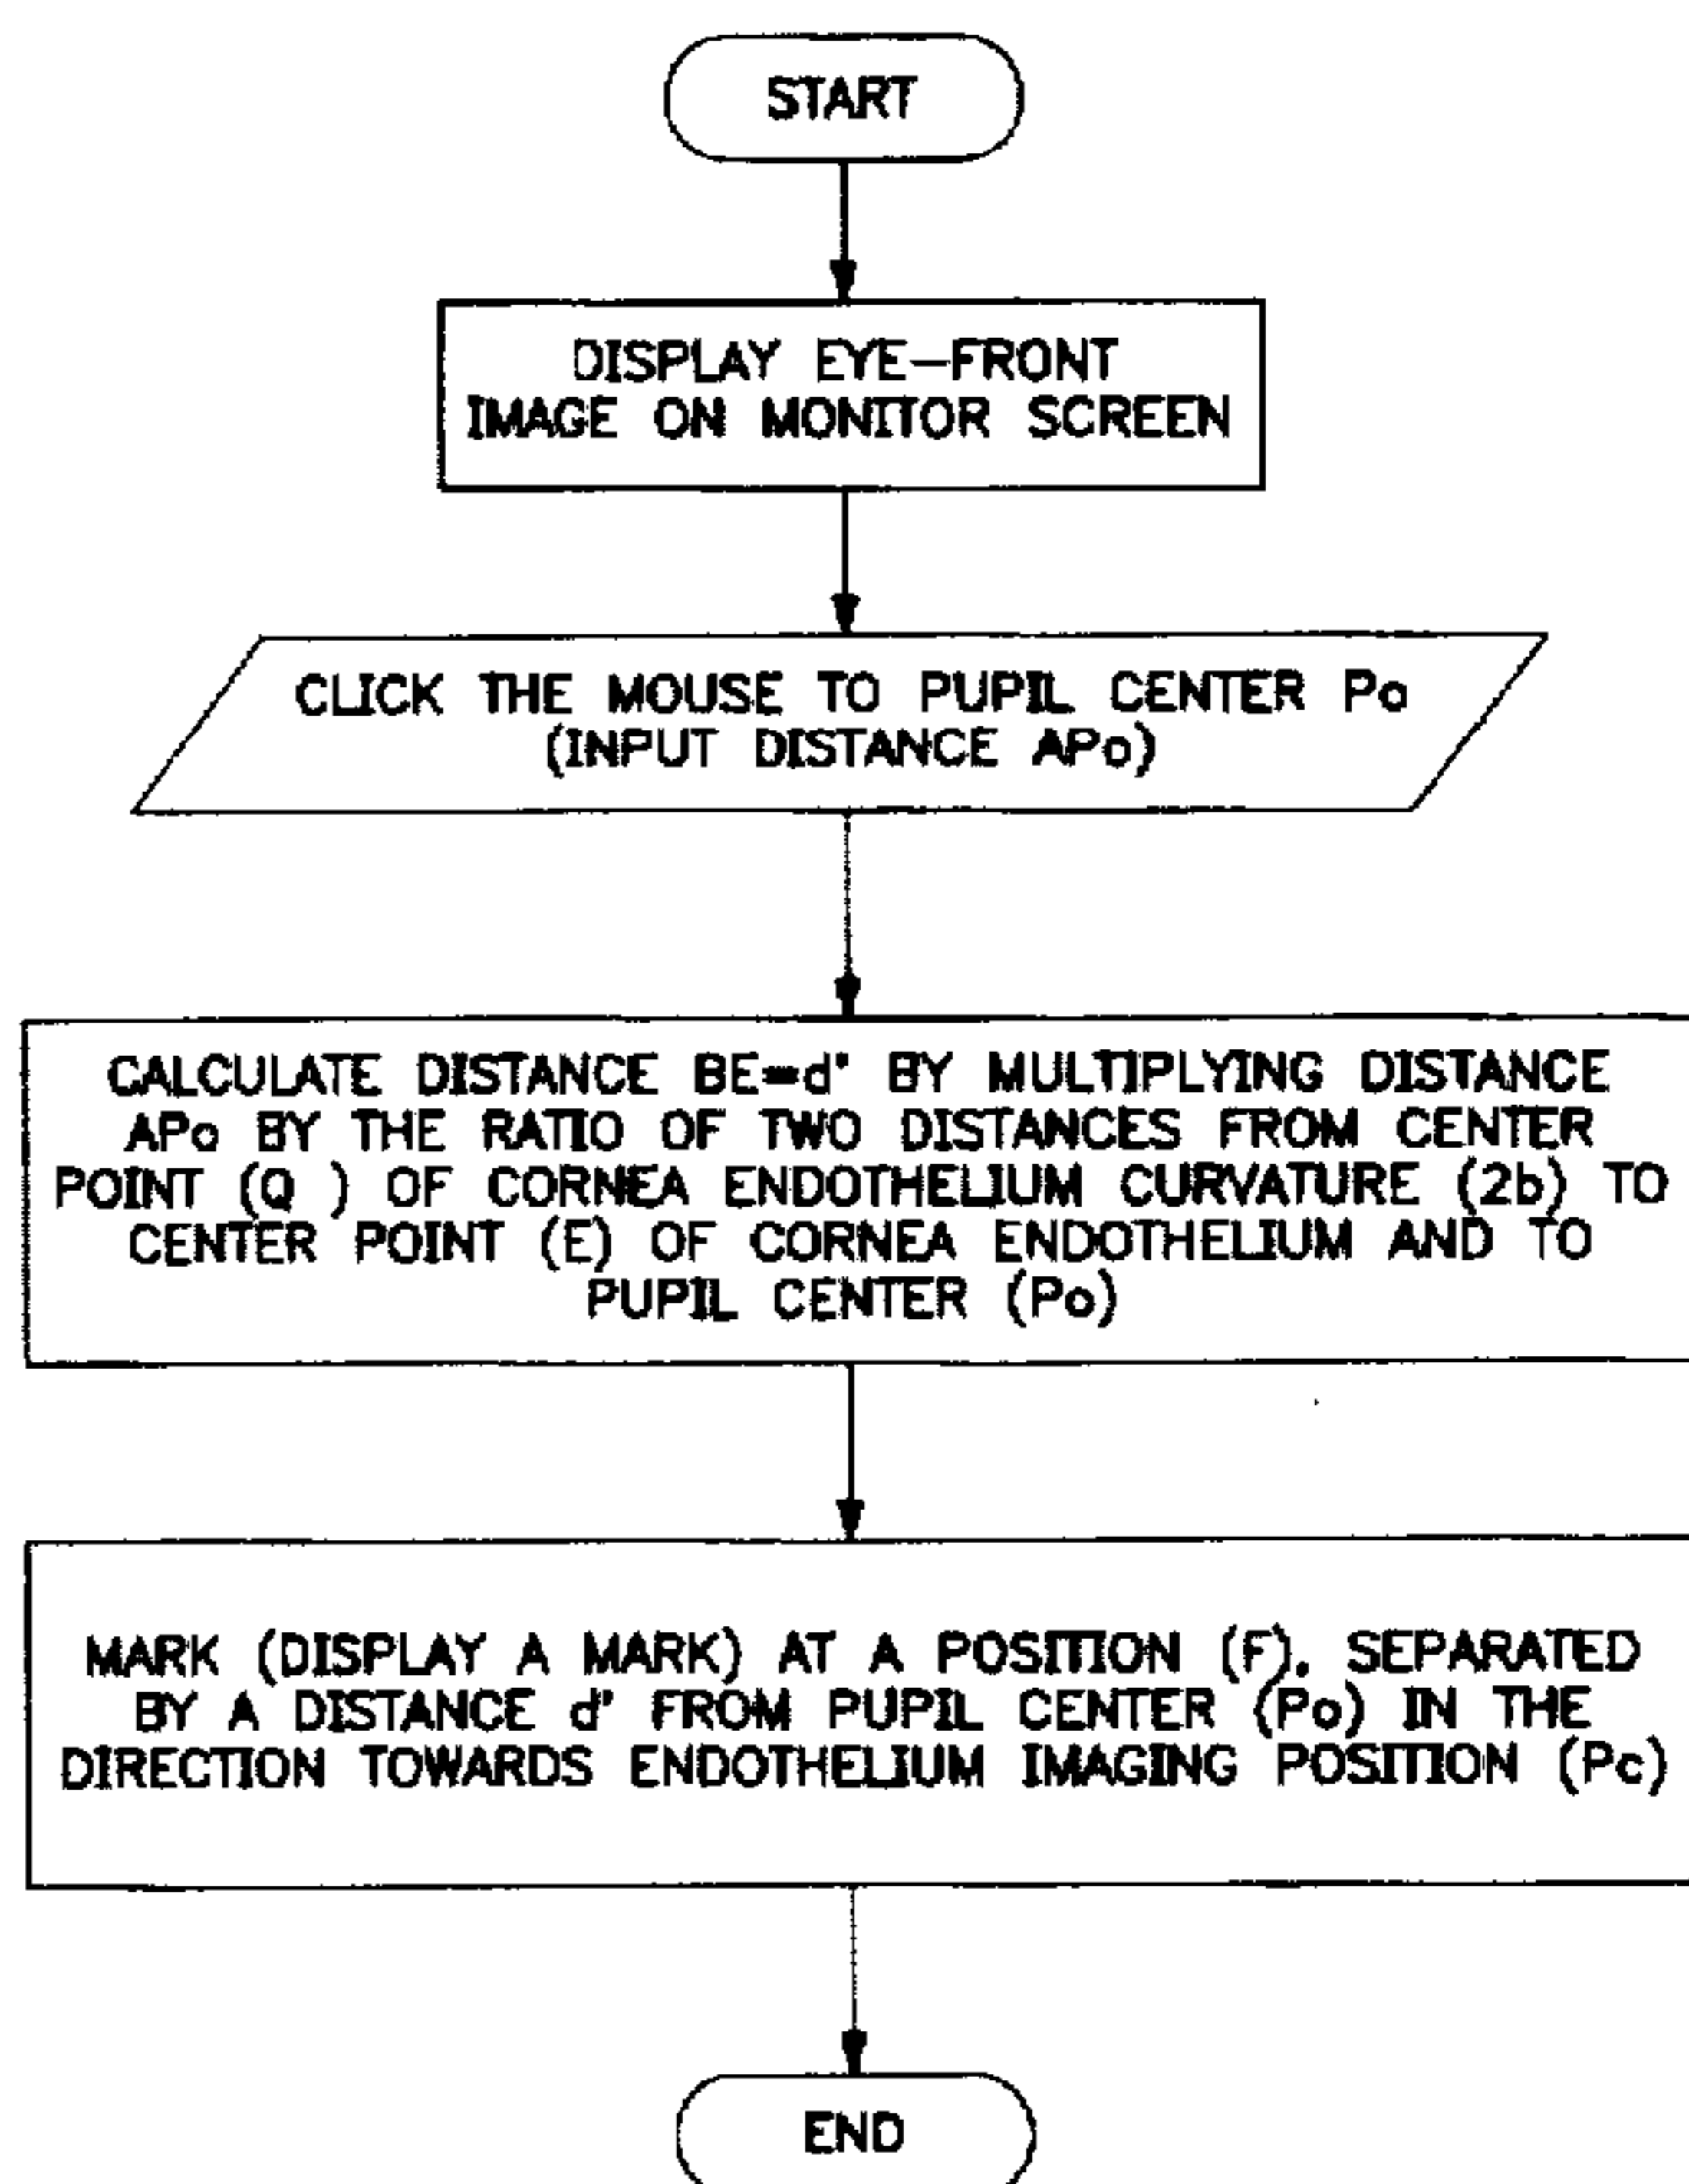 START
DISPLAY EYE-FRONT
IMAGE ON MONITOR SCREEN
CLICK THE MOUSE TO PUPIL CENTER Po
(INPUT DISTANCE APo)
CALCULATE DISTANCE BE=d' BY MULTIPLYING DISTANCE
APo BY THE RATIO OF TWO DISTANCES FROM CENTER
POINT (Q ) OF CORNEA ENDOTHELIUM CURVATURE (2b) TO
CENTER POINT (E) OF CORNEA ENDOTHELIUM AND TO
PUPIL CENTER (Po)
MARK (DISPLAY A MARK) AT A POSITION (F), SEPARATED
BY A DISTANCE d' FROM PUPIL CENTER (Po) IN THE
DIRECTION TOWARDS ENDOTHELIUM IMAGING POSITION (Pc)
END